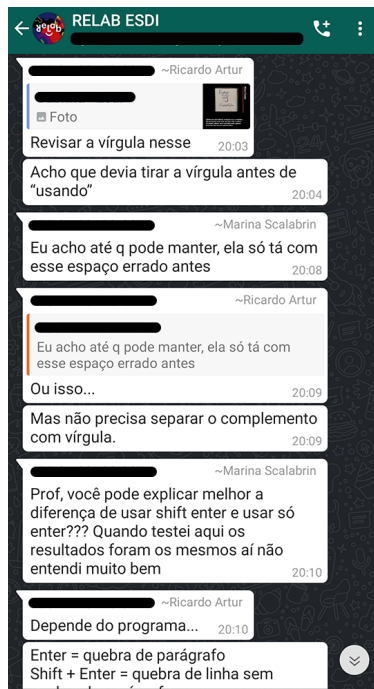 RELAB ESDI
~Ricardo Artur
Foto
Revisar a vírgula nesse
20:03
Acho que devia tirar a vírgula antes de
“usando”
20:04
~Marina Scalabrin
Eu acho até q pode manter, ela só tá com
esse espaço errado antes
20:08
~Ricardo Artur
Eu acho até q pode manter, ela só tá com
esse espaço errado antes
Ou isso...
20:09
Mas não precisa separar o complemento
com vírgula.
20:09
~Marina Scalabrin
Prof, você pode explicar melhor a
diferença de usar shift enter e usar só
enter??? Quando testei aqui os
resultados foram os mesmos aí não
entendi muito bem
20:10
~Ricardo Artur
Depende do programa...
20:10
Enter = quebra de parágrafo
Shift + Enter = quebra de linha sem